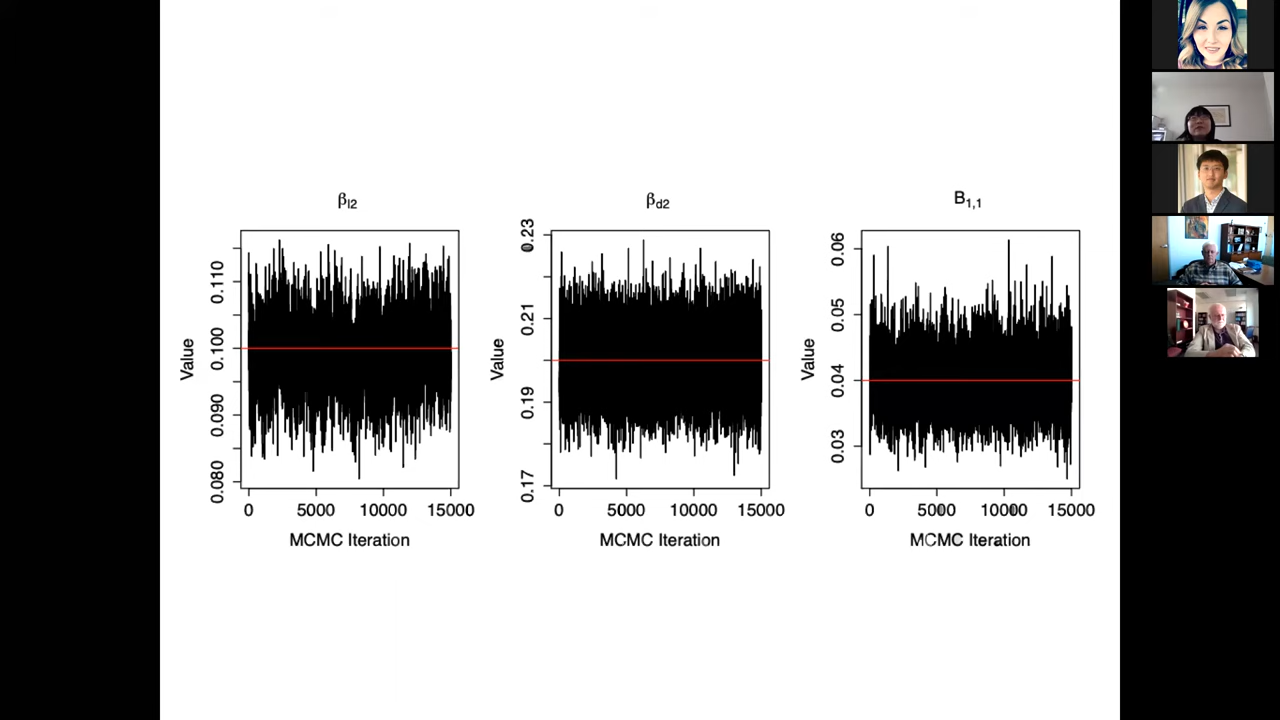 β_l2
0.110
0.100
0.090
0.080
Value
0
5000
10000
15000
MCMC Iteration
β_d2
0.23
0.21
0.19
0.17
Value
0
5000
10000
15000
MCMC Iteration
B_1,1
0.06
0.05
0.04
0.03
Value
0
5000
10000
15000
MCMC Iteration